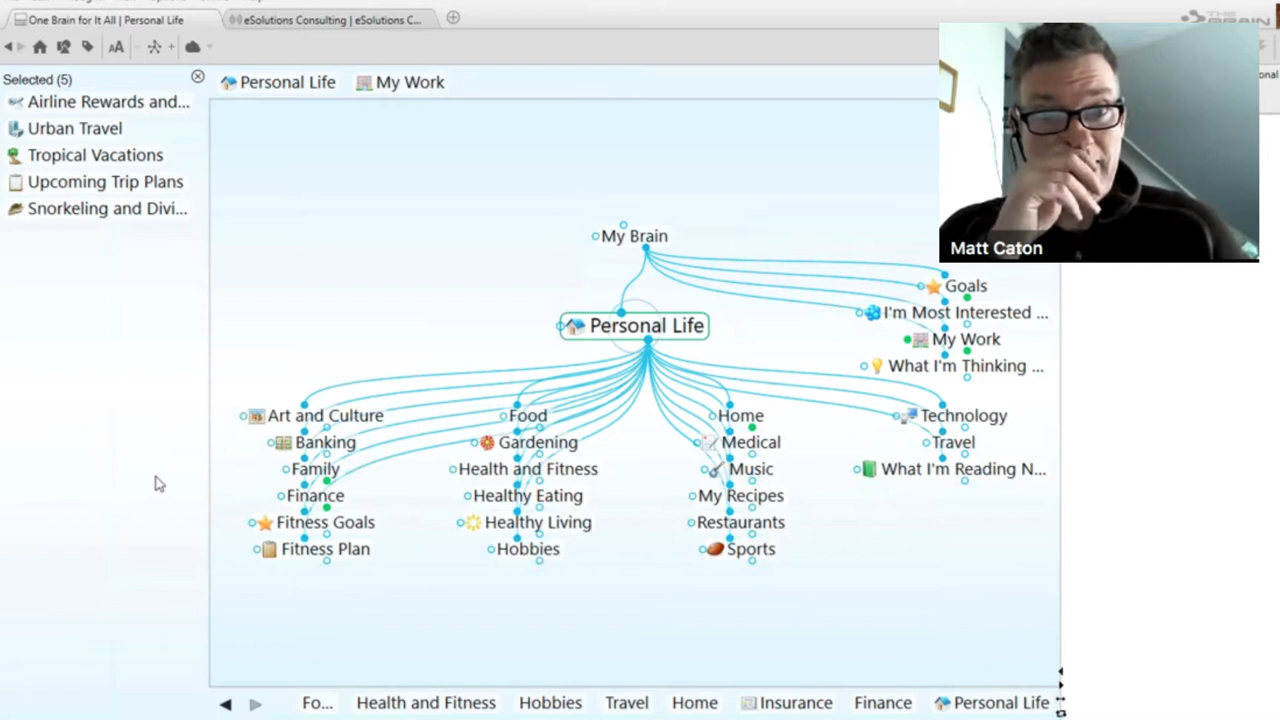 One Brain for It All | Personal Life
eSolutions Consulting | eSolutions C...
THE BRAIN
AA
Selected (5)
Airline Rewards and...
Urban Travel
Tropical Vacations
Upcoming Trip Plans
Snorkeling and Divi...
Personal Life
My Work
Matt Caton
My Brain
Personal Life
Goals
I'm Most Interested ...
My Work
What I'm Thinking ...
Art and Culture
Banking
Family
Finance
Fitness Goals
Fitness Plan
Food
Gardening
Health and Fitness
Healthy Eating
Healthy Living
Hobbies
Home
Medical
Music
My Recipes
Restaurants
Sports
Technology
Travel
What I'm Reading N...
Fo...
Health and Fitness
Hobbies
Travel
Home
Insurance
Finance
Personal Life